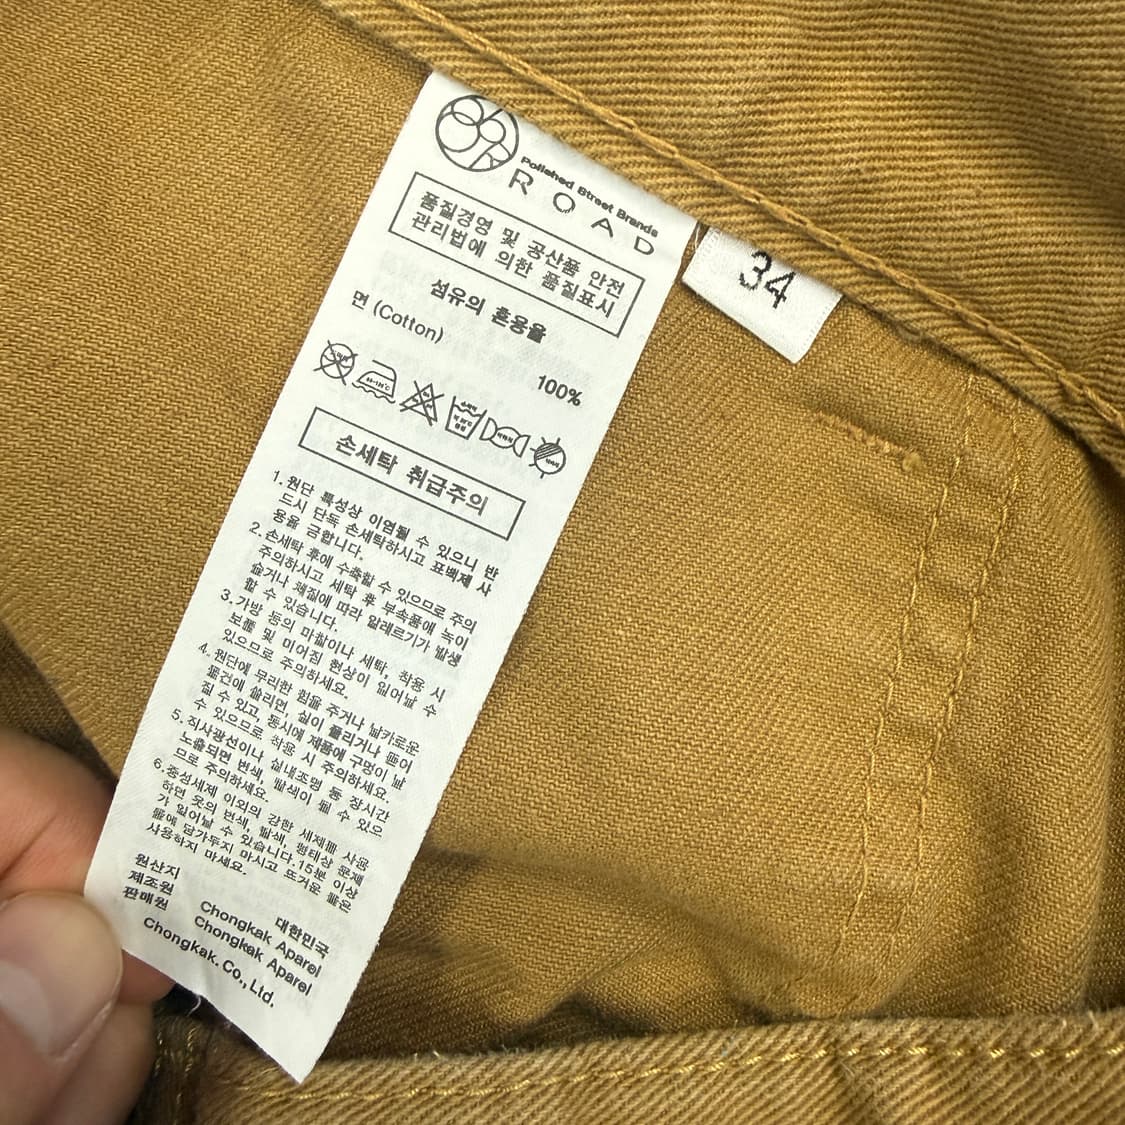 86
Polished Street Brands
ROAD
품질경영 및 공산품 안전
관리법에 의한 품질표시
섬유의 혼용율
면 (Cotton)
100%
손세탁 취급주의
1. 원단 특성상 이염될 수 있으니 반
드시 단독 손세탁하시고 표백제 사
용을 금합니다.
2. 손세탁 후에 수축할 수 있으므로 주의
주의하시고 세탁 후 부속품에 녹이
슬거나 체질에 따라 알레르기가 발생
할 수 있습니다.
3. 가방 등의 마찰이나 세탁, 착용 시
보풀 및 미어짐 현상이 일어날 수
있으므로 주의하세요.
4. 원단에 무리한 힘을 주거나 날카로운
물건에 쓸리면, 실이 풀리거나 뜯어
질 수 있고, 동시에 제품에 구멍이 날
수 있으므로 착용 시 주의하세요.
5. 직사광선이나 실내조명 등 장시간
노출되면 변색, 탈색이 될 수 있으
므로 주의하세요.
6. 중성세제 이외의 강한 세제를 사용
하면 옷의 변색, 탈색, 형태상 문제
가 일어날 수 있습니다. 15분 이상
물에 담가두지 마시고 뜨거운 물은
사용하지 마세요.
원산지 대한민국
제조원 Chongkak Aparel
판매원 Chongkak Aparel
Chongkak. Co., Ltd.
34